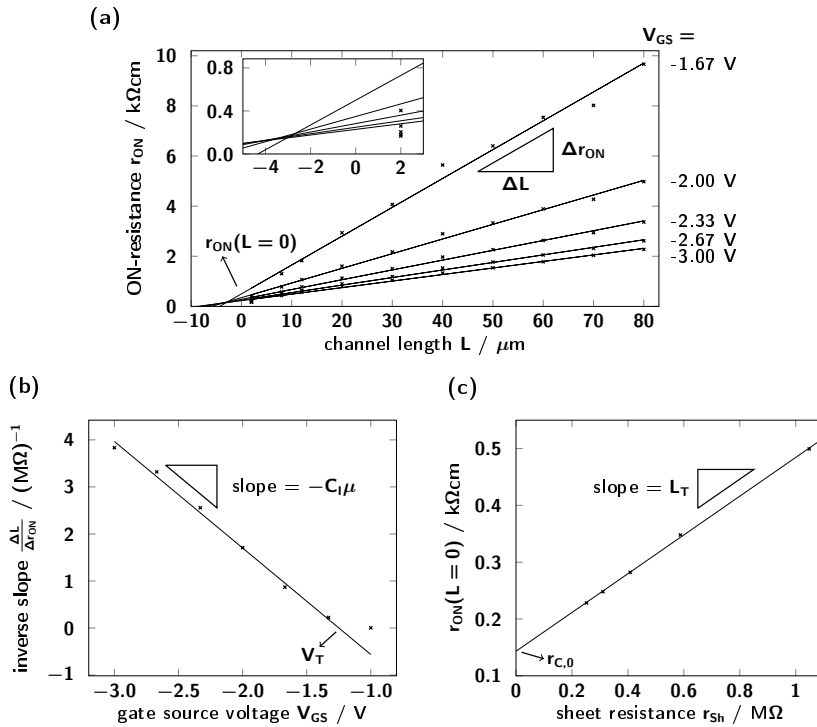 (a)
V_GS =
ON-resistance r_ON / kΩcm
10
8
6
4
2
0
0.8
0.4
0.0
−4 −2 0 2
Δr_ON
ΔL
r_ON(L = 0)
-1.67 V
-2.00 V
-2.33 V
-2.67 V
-3.00 V
−10 0 10 20 30 40 50 60 70 80
channel length L / μm
(b)
inverse slope ΔL/Δr_ON / (MΩ)⁻¹
4
3
2
1
0
−1
slope = −C_Iμ
V_T
−3.0 −2.5 −2.0 −1.5 −1.0
gate source voltage V_GS / V
(c)
r_ON(L = 0) / kΩcm
0.5
0.4
0.3
0.2
0.1
slope = L_T
r_C,0
0 0.2 0.4 0.6 0.8 1.0
sheet resistance r_Sh / MΩ